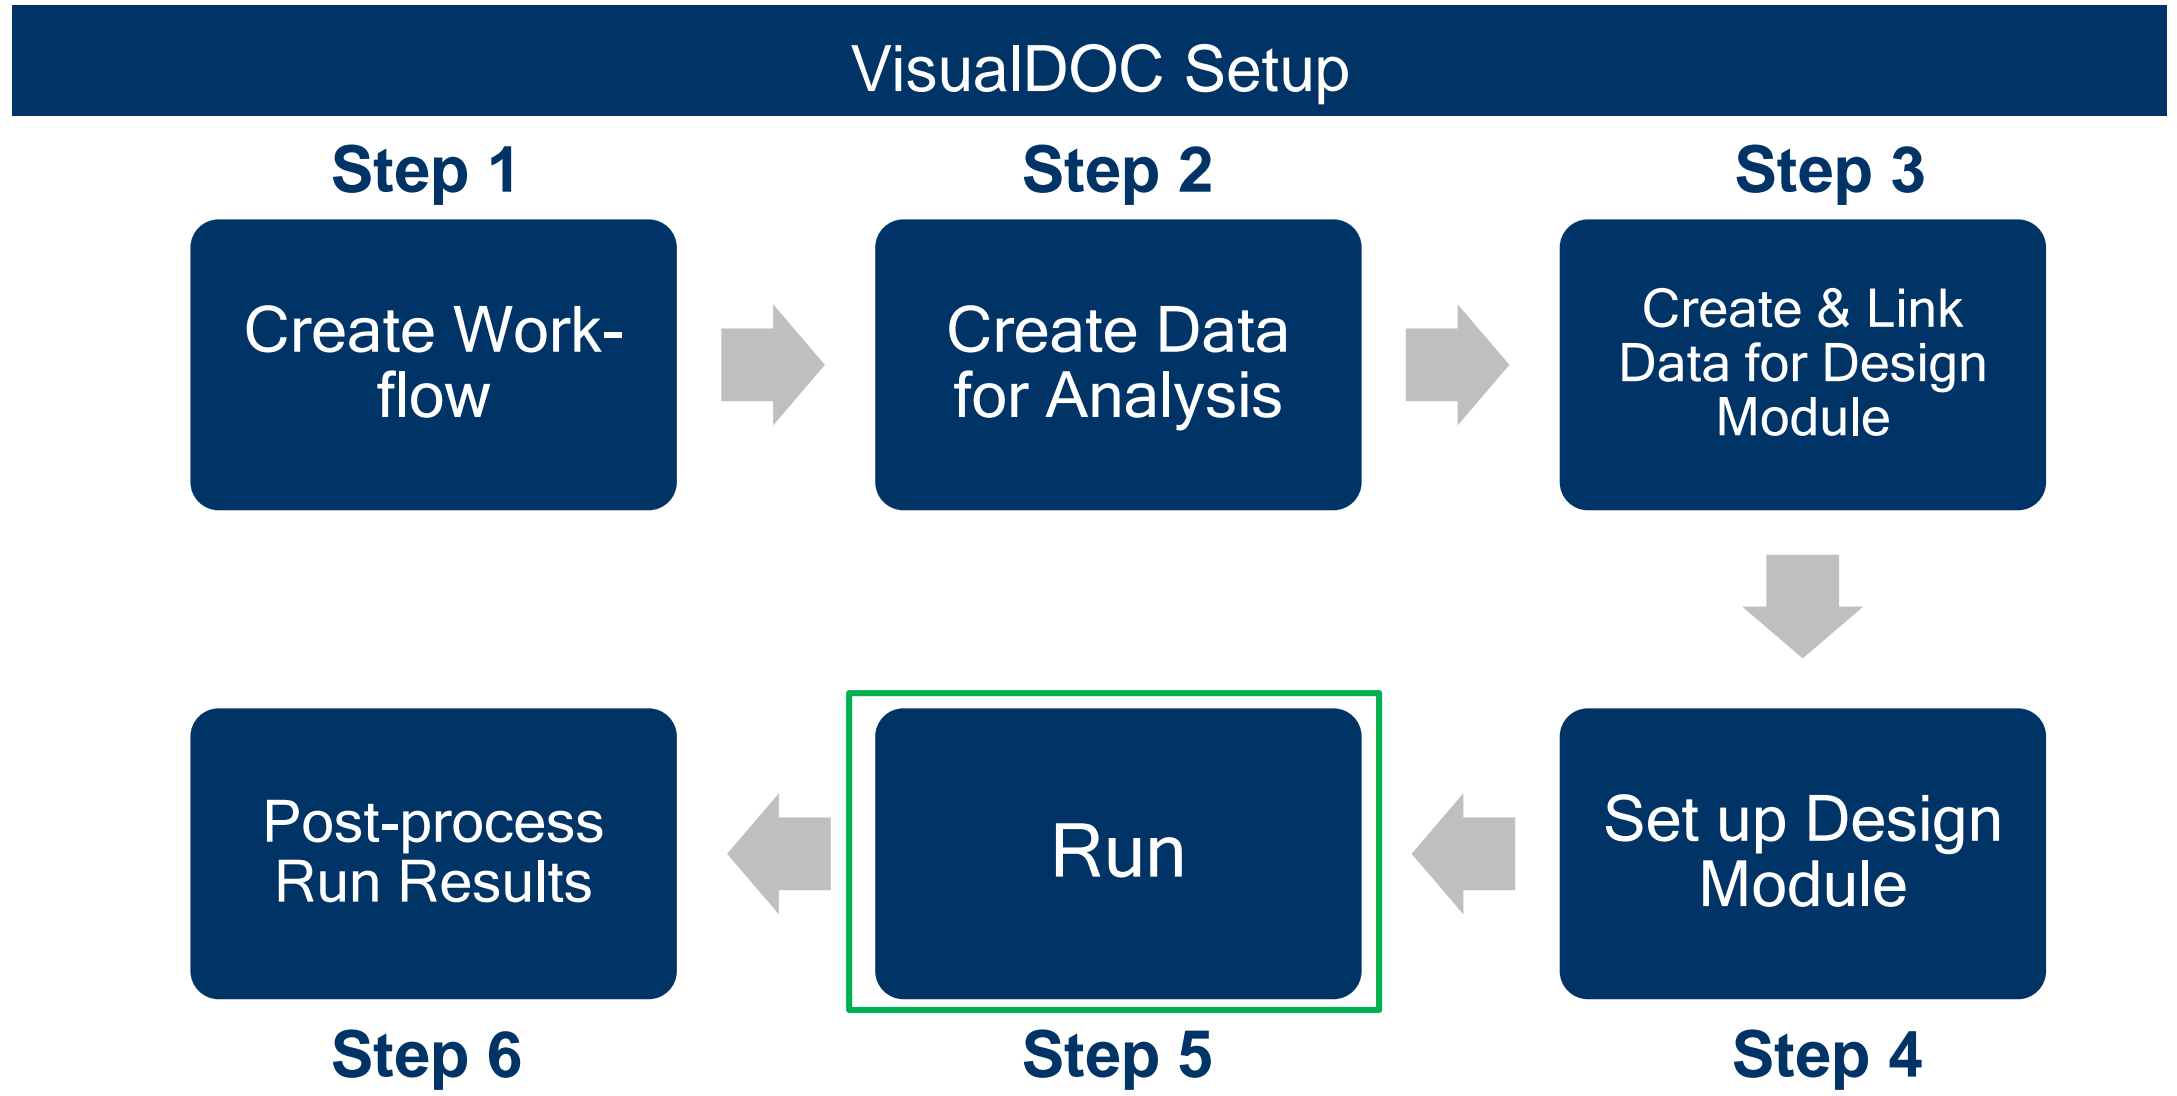 VisualDOC Setup
Step 1
Step 2
Step 3
Create Work-
flow
Create Data
for Analysis
Create & Link
Data for Design
Module
Post-process
Run Results
Run
Set up Design
Module
Step 6
Step 5
Step 4